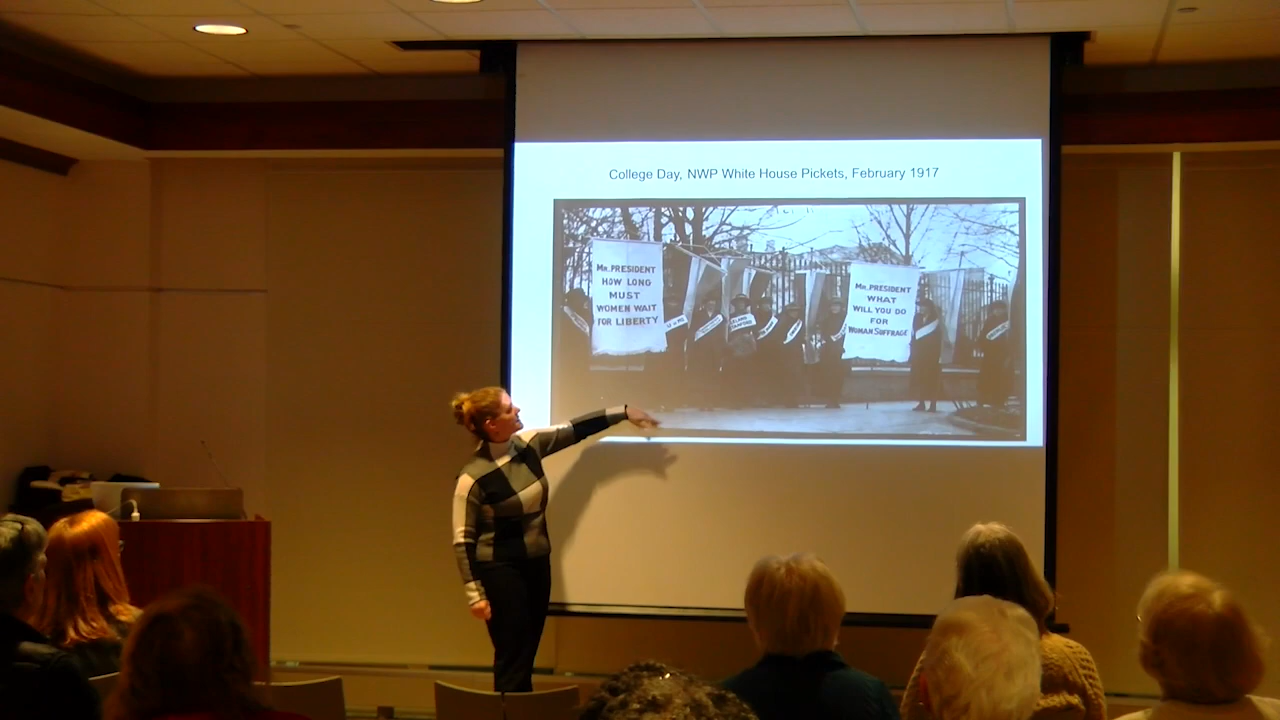 College Day, NWP White House Pickets, February 1917
MR. PRESIDENT
HOW LONG
MUST
WOMEN WAIT
FOR LIBERTY
MR. PRESIDENT
WHAT
WILL YOU DO
FOR
WOMAN SUFFRAGE